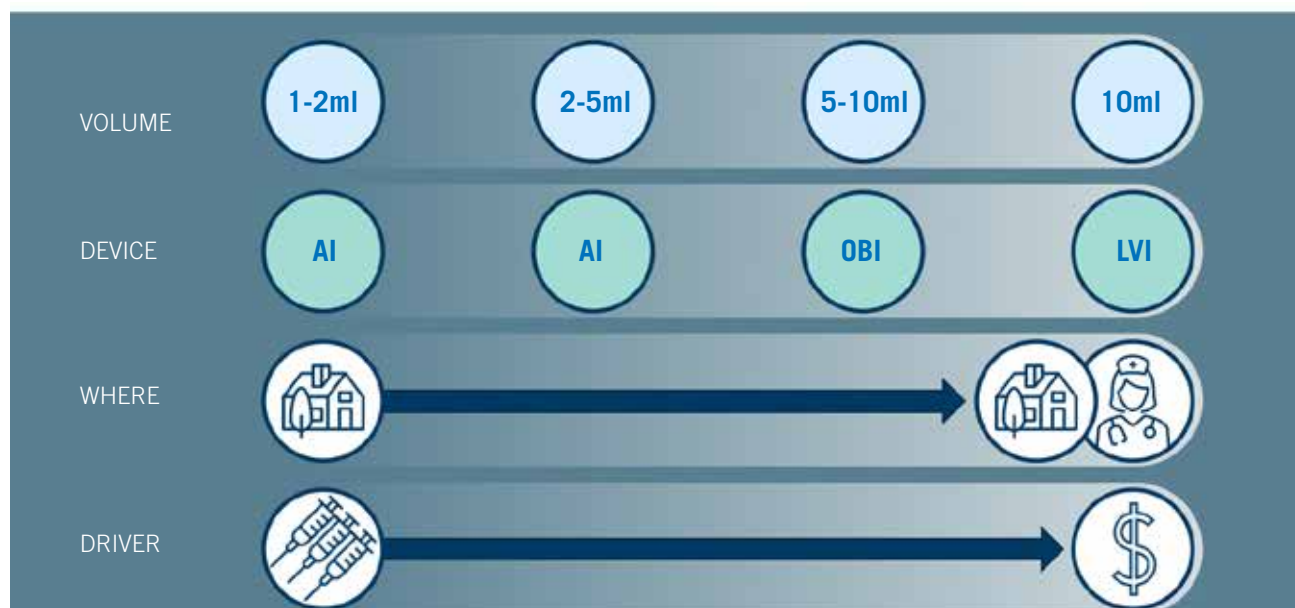 VOLUME 1-2ml 2-5ml 5-10ml 10ml
DEVICE AI AI OBI LVI
WHERE
DRIVER $